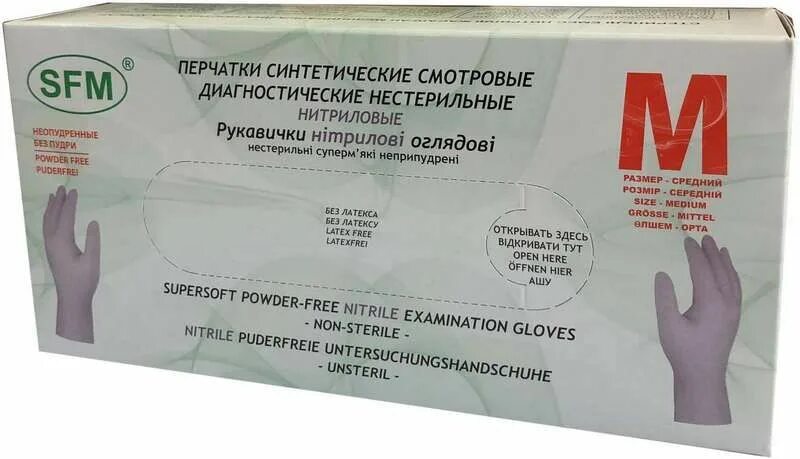 SFM®
НЕОПУДРЕННЫЕ
БЕЗ ПУДРИ
POWDER FREE
PUDERFREI
ПЕРЧАТКИ СИНТЕТИЧЕСКИЕ СМОТРОВЫЕ
ДИАГНОСТИЧЕСКИЕ НЕСТЕРИЛЬНЫЕ
НИТРИЛОВЫЕ
Рукавички нітрилові оглядові
нестерильні суперм'які неприпудрені
M
РАЗМЕР - СРЕДНИЙ
РОЗМІР - СЕРЕДНІЙ
SIZE - MEDIUM
GRÖSSE - MITTEL
ӨЛШЕМ - ОРТА
БЕЗ ЛАТЕКСА
БЕЗ ЛАТЕКСУ
LATEX FREE
LATEXFREI
ОТКРЫВАТЬ ЗДЕСЬ
ВІДКРИВАТИ ТУТ
OPEN HERE
ÖFFNEN HIER
АШУ
SUPERSOFT POWDER-FREE NITRILE EXAMINATION GLOVES
- NON-STERILE -
NITRILE PUDERFREIE UNTERSUCHUNGSHANDSCHUHE
- UNSTERIL -